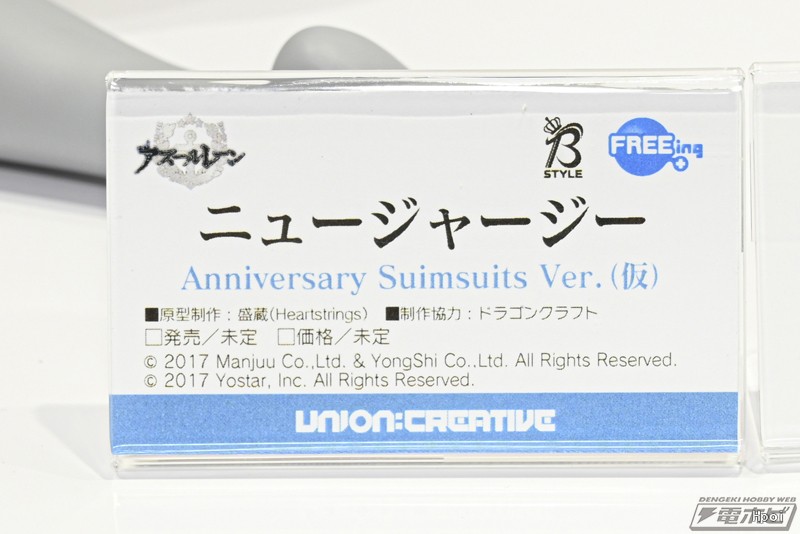 アズールレーン
B
STYLE
FREEing
ニュージャージー
Anniversary Suimsuits Ver.(仮)
■原型制作：盛蔵(Heartstrings) ■制作協力：ドラゴンクラフト
□発売／未定 □価格／未定
© 2017 Manjuu Co.,Ltd. & YongShi Co.,Ltd. All Rights Reserved.
© 2017 Yostar, Inc. All Rights Reserved.
UNION:CREATIVE
DENGEKI HOBBY WEB
電ホビ
Hpoi